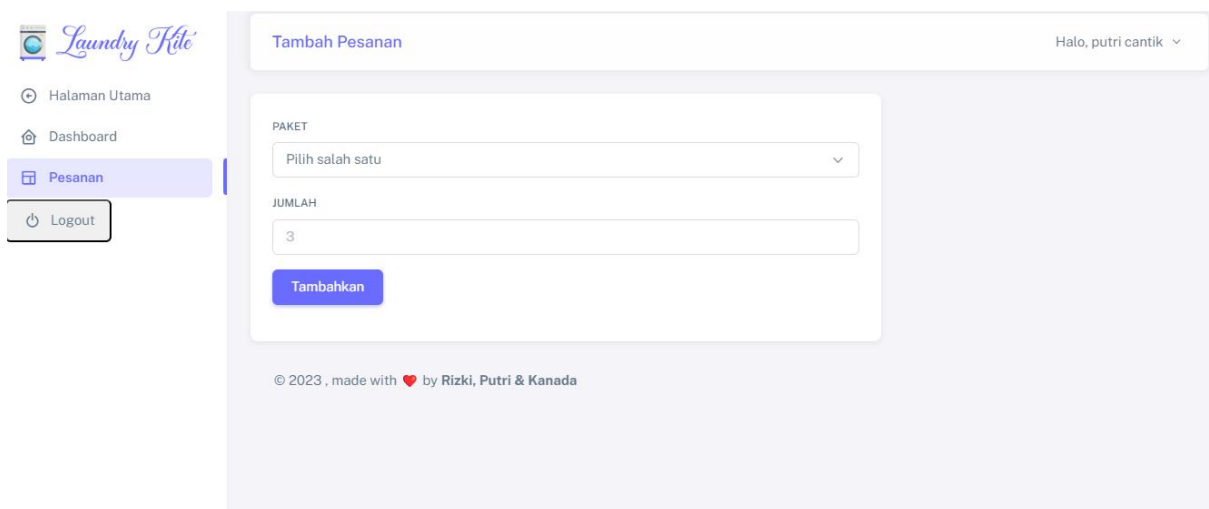 Laundry Kite
Halaman Utama
Dashboard
Pesanan
Logout
Tambah Pesanan
Halo, putri cantik
PAKET
Pilih salah satu
JUMLAH
3
Tambahkan
© 2023 , made with ❤ by Rizki, Putri & Kanada